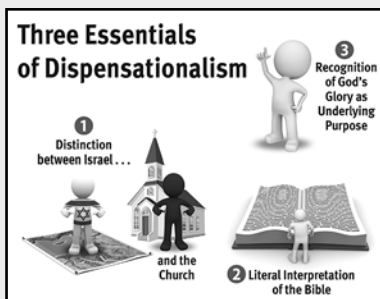 Three Essentials
of Dispensationalism
1
Distinction
between Israel . . .
and the
Church
2 Literal Interpretation
of the Bible
3
Recognition
of God's
Glory as
Underlying
Purpose